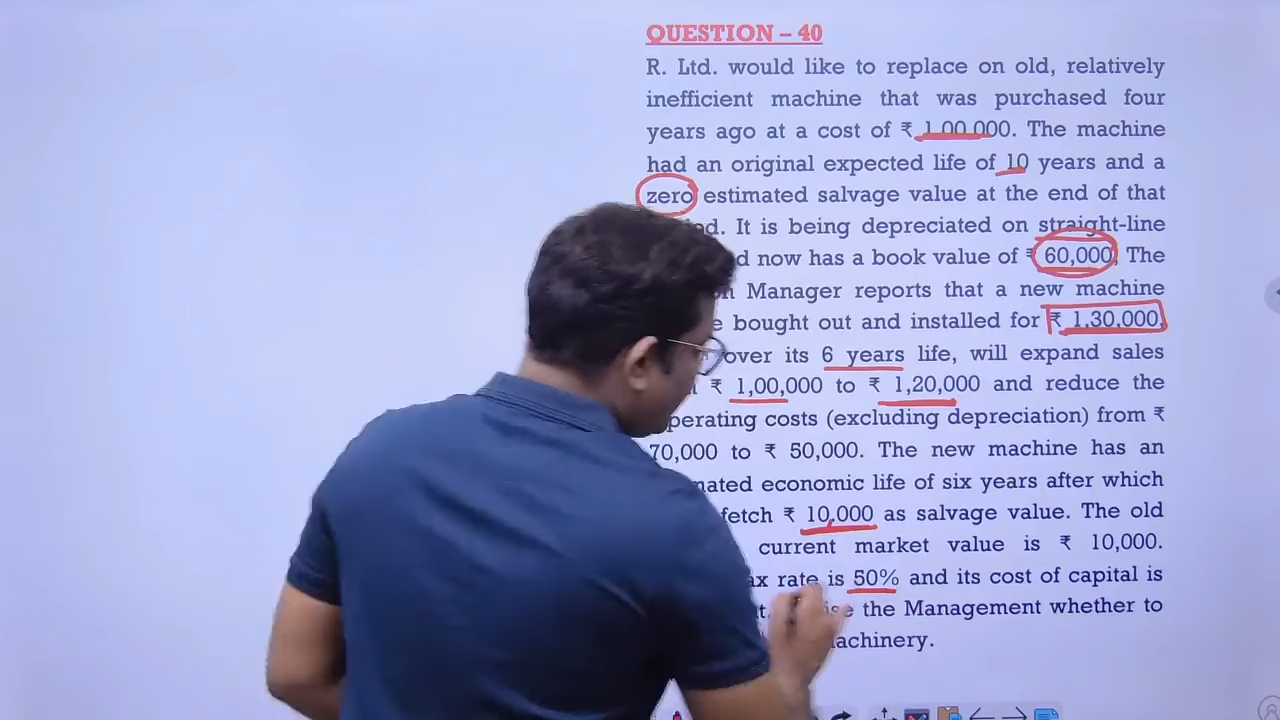 QUESTION – 40
R. Ltd. would like to replace on old, relatively
inefficient machine that was purchased four
years ago at a cost of ₹ 1,00,000. The machine
had an original expected life of 10 years and a
zero estimated salvage value at the end of that
It is being depreciated on straight-line
now has a book value of ₹ 60,000. The
Manager reports that a new machine
bought out and installed for ₹ 1,30,000,
over its 6 years life, will expand sales
₹ 1,00,000 to ₹ 1,20,000 and reduce the
operating costs (excluding depreciation) from ₹
70,000 to ₹ 50,000. The new machine has an
economic life of six years after which
fetch ₹ 10,000 as salvage value. The old
current market value is ₹ 10,000.
rate is 50% and its cost of capital is
the Management whether to